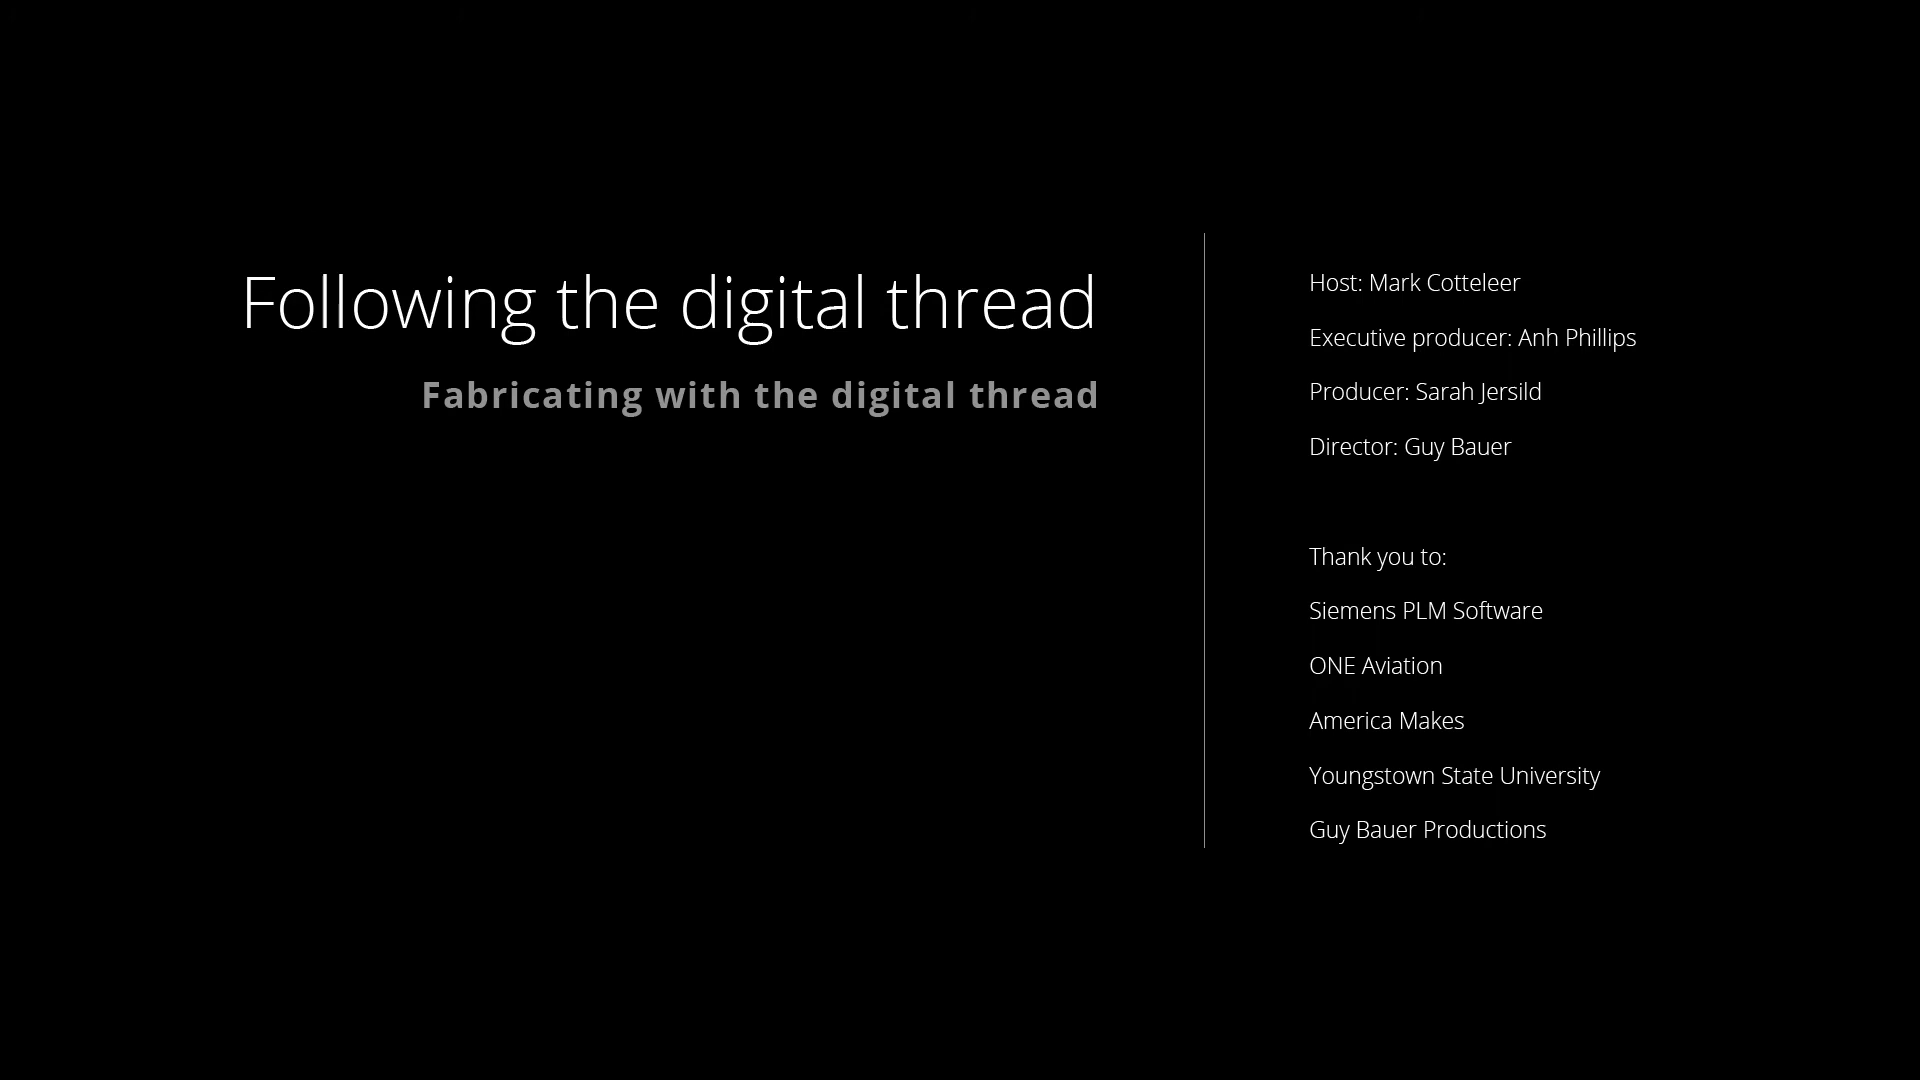 Following the digital thread
Fabricating with the digital thread
Host: Mark Cotteleer
Executive producer: Anh Phillips
Producer: Sarah Jersild
Director: Guy Bauer
Thank you to:
Siemens PLM Software
ONE Aviation
America Makes
Youngstown State University
Guy Bauer Productions